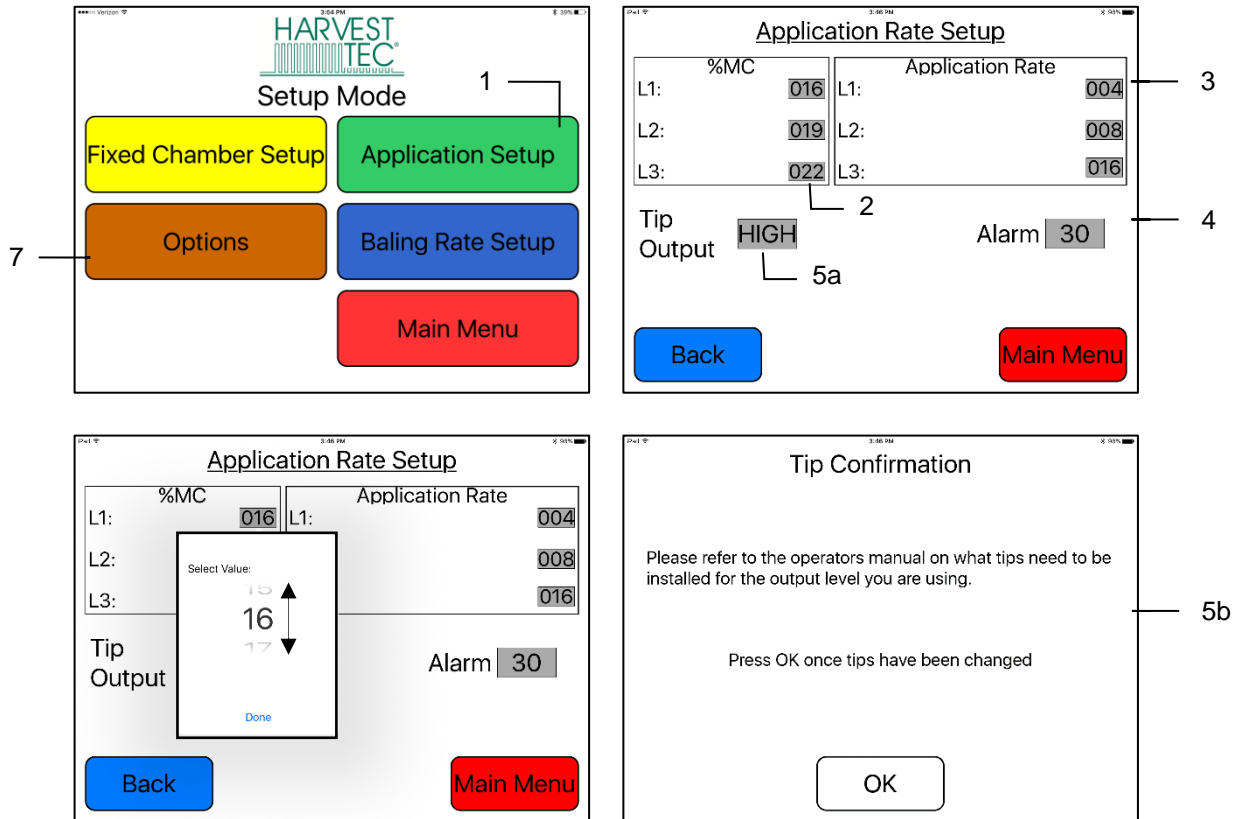 Verizon 3:04 PM 39%
HARVEST
TEC®
Setup Mode
Fixed Chamber Setup
Application Setup
Options
Baling Rate Setup
Main Menu
1
7
iPad 3:46 PM 98%
Application Rate Setup
%MC Application Rate
L1: 016 L1: 004
L2: 019 L2: 008
L3: 022 L3: 016
Tip
Output HIGH Alarm 30
Back Main Menu
3
2
4
5a
iPad 3:46 PM 98%
Application Rate Setup
%MC Application Rate
L1: 016 L1: 004
L2: 008
L3: 016
Select Value:
15
16
17
Done
Tip
Output Alarm 30
Back Main Menu
iPad 3:46 PM 98%
Tip Confirmation
Please refer to the operators manual on what tips need to be
installed for the output level you are using.
Press OK once tips have been changed
OK
5b